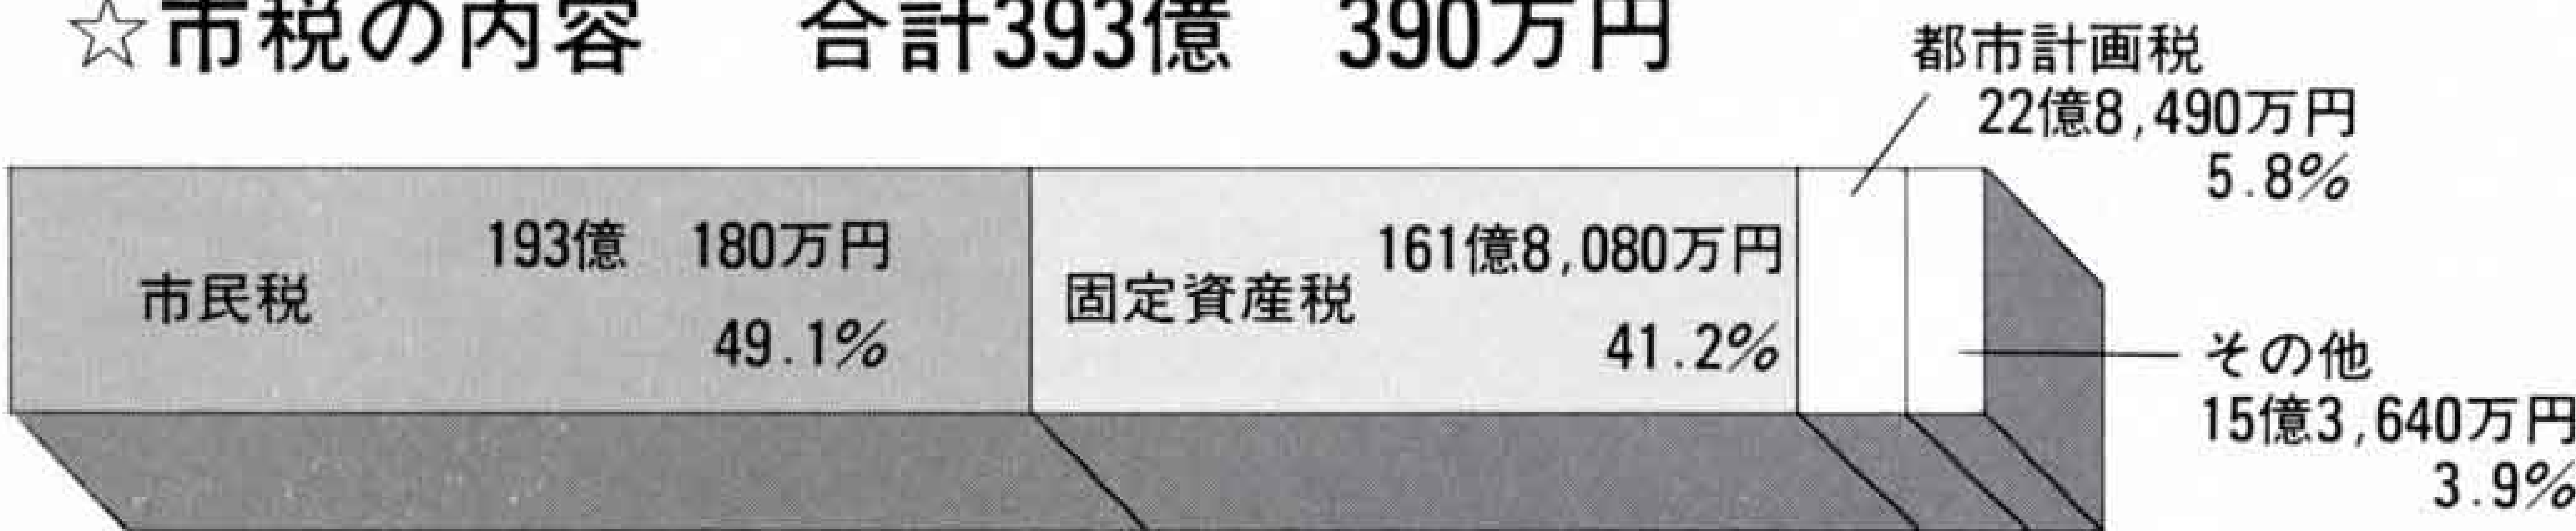 ☆市税の内容　合計393億　390万円
都市計画税
22億8,490万円
5.8%
市民税
193億　180万円
49.1%
固定資産税
161億8,080万円
41.2%
その他
15億3,640万円
3.9%